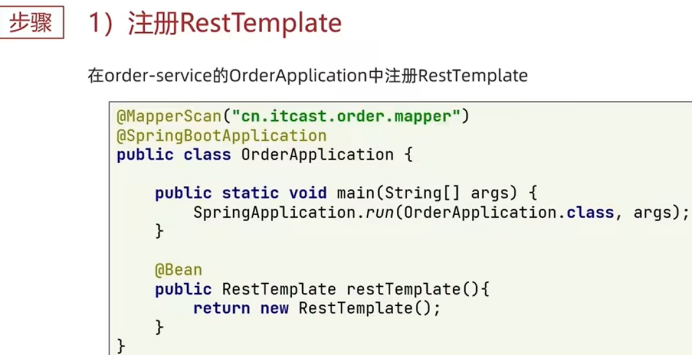 步骤
1）注册RestTemplate
在order-service的OrderApplication中注册RestTemplate
@MapperScan("cn.itcast.order.mapper")
@SpringBootApplication
public class OrderApplication {
    public static void main(String[] args) {
        SpringApplication.run(OrderApplication.class, args);
    }
    @Bean
    public RestTemplate restTemplate(){
        return new RestTemplate();
    }
}